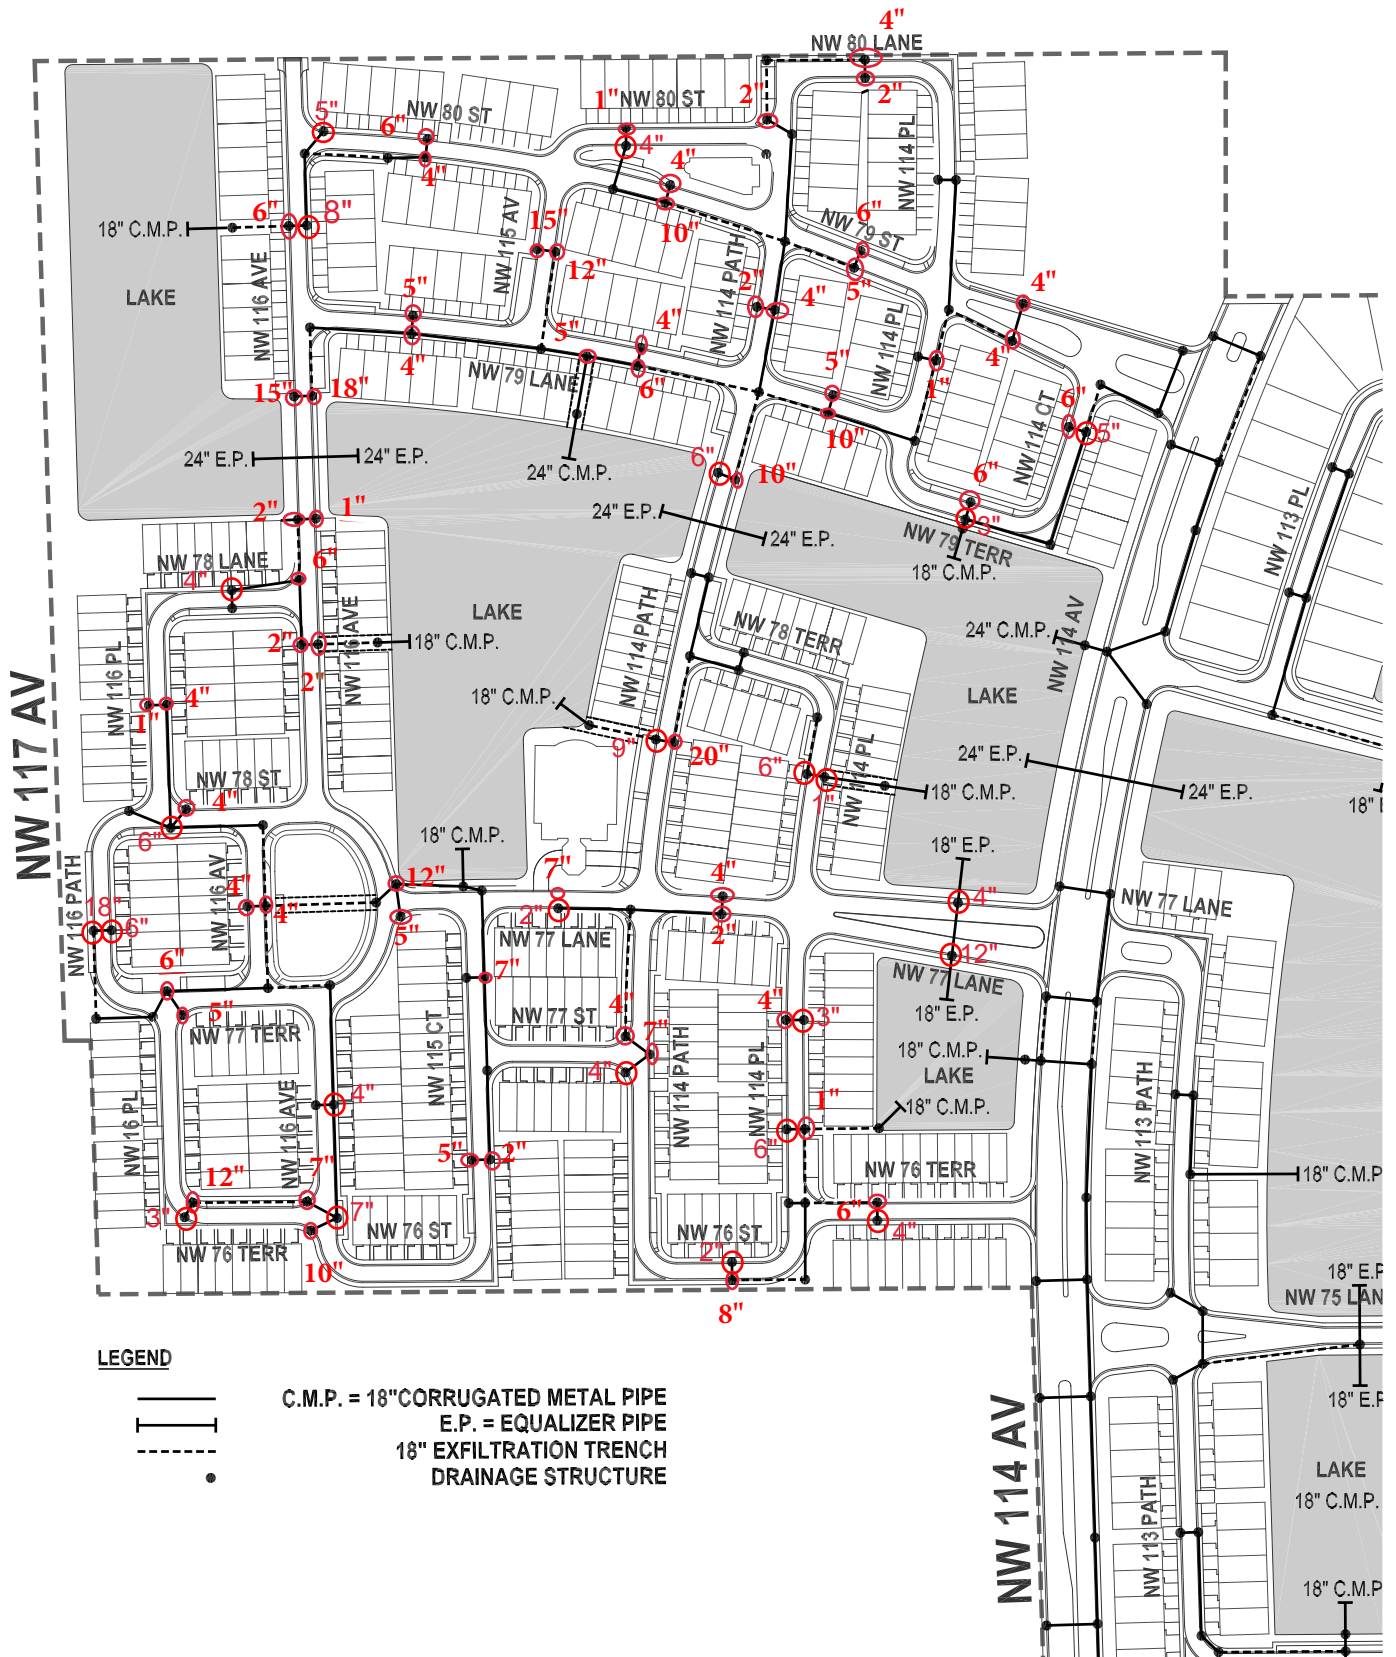 4"
NW 80 LANE
1"
NW 80 ST
2"
2"
5"
NW 80 ST
6"
4"
4"
4"
NW 114 PL
6"
8"
18" C.M.P.
15"
NW 115 AV
12"
10"
6"
NW 79 ST
5"
LAKE
NW 116 AVE
5"
4"
5"
4"
NW 114 PATH
2"
4"
NW 114 PL
4"
4"
NW 79 LANE
6"
5"
1"
15"
18"
10"
NW 114 CT
6"
5"
24" E.P.
24" E.P.
24" C.M.P.
6"
10"
6"
3"
2"
1"
24" E.P.
24" E.P.
NW 79 TERR
NW 113 PL
18" C.M.P.
NW 78 LANE
6"
4"
LAKE
NW 116 AVE
NW 114 PATH
NW 78 TERR
24" C.M.P.
NW 114 AV
2"
18" C.M.P.
2"
NW 116 PL
4"
1"
18" C.M.P.
LAKE
NW 117 AV
9"
20"
6"
1"
NW 114 PL
24" E.P.
24" E.P.
18" C.M.P.
NW 78 ST
4"
6"
18" C.M.P.
18" E.P.
NW 116 PATH
18"
6"
NW 116 AV
4"
4"
12"
5"
7"
2"
4"
2"
4"
NW 77 LANE
NW 77 LANE
12"
NW 77 LANE
6"
7"
18" E.P.
5"
NW 77 TERR
NW 77 ST
4"
7"
4"
4"
3"
18" C.M.P.
LAKE
18" C.M.P.
NW 116 PL
NW 116 AVE
4"
NW 115 CT
NW 114 PATH
NW 114 PL
1"
6"
NW 113 PATH
5"
2"
NW 76 TERR
18" C.M.P
12"
7"
3"
7"
NW 76 ST
NW 76 ST
6"
4"
NW 76 TERR
10"
2"
8"
18" E.P
NW 75 LAN
LEGEND
C.M.P. = 18"CORRUGATED METAL PIPE
E.P. = EQUALIZER PIPE
18" EXFILTRATION TRENCH
DRAINAGE STRUCTURE
18" E.P
NW 114 AV
NW 113 PATH
LAKE
18" C.M.P.
18" C.M.P